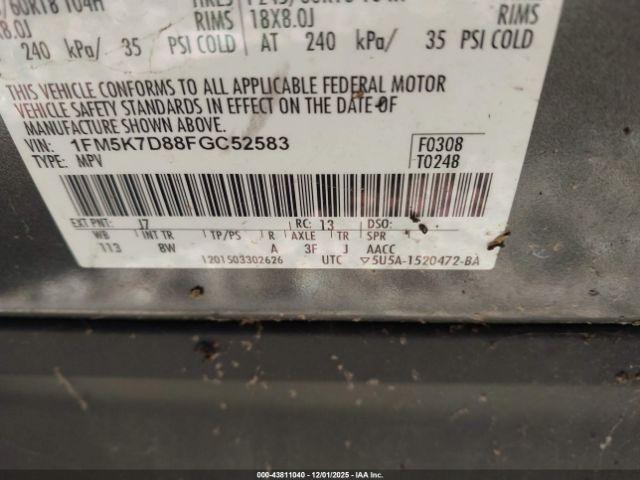 18X8.0J RIMS 18X8.0J RIMS
240 kPa/ 35 PSI COLD AT 240 kPa/ 35 PSI COLD
THIS VEHICLE CONFORMS TO ALL APPLICABLE FEDERAL MOTOR
VEHICLE SAFETY STANDARDS IN EFFECT ON THE DATE OF
MANUFACTURE SHOWN ABOVE.
VIN: 1FM5K7D88FGC52583 F0308
TYPE: MPV T0248
EXT PNT: J7 RC: 13 DSO:
WB INT TR TP/PS R AXLE TR SPR
113 8W A 3F J AACC
1201503302626 UTC ▽5U5A-1520472-BA
000-43811040 - 12/01/2025 - IAA Inc.